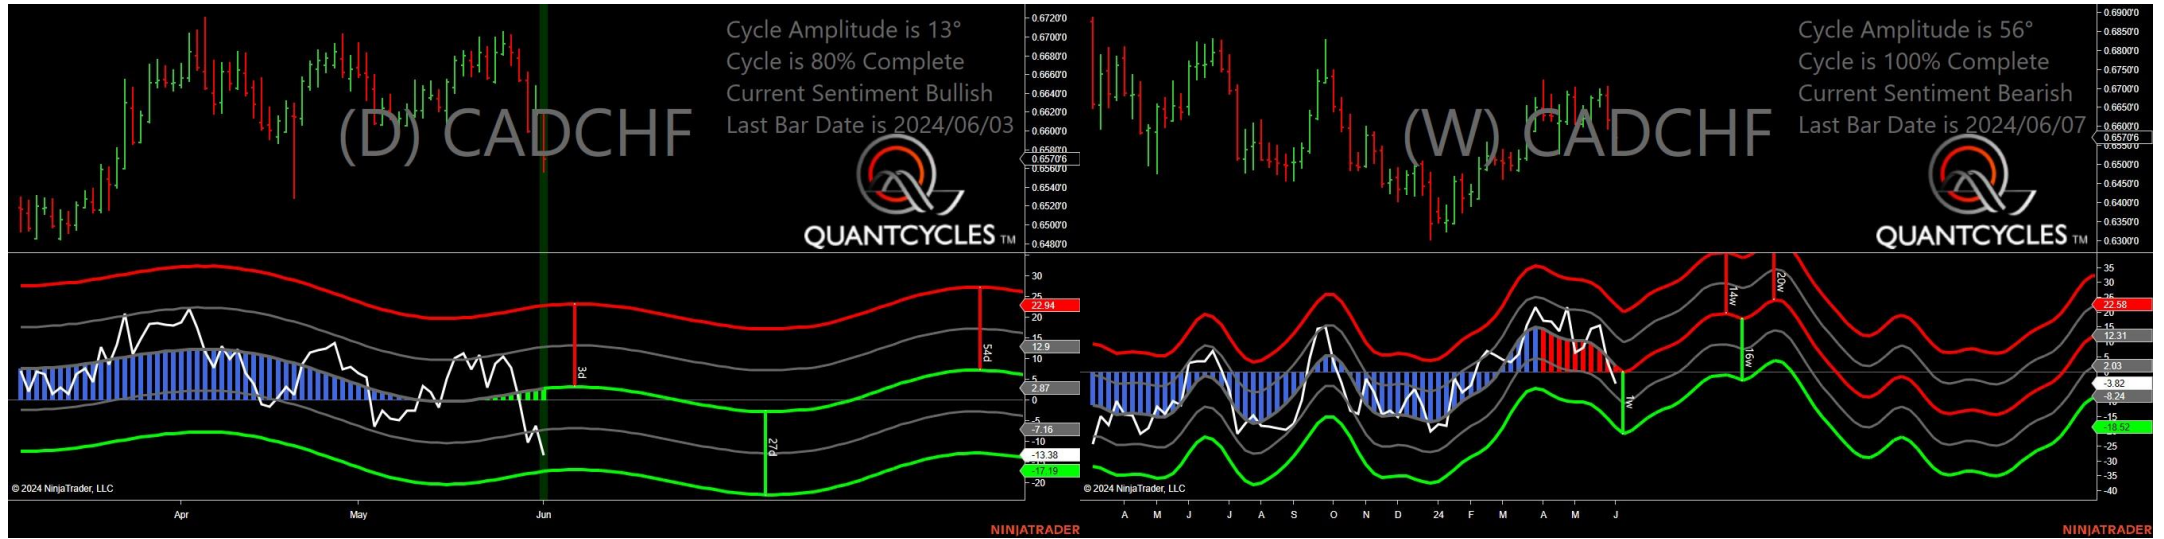 (D) CADCHF
Cycle Amplitude is 13°
Cycle is 80% Complete
Current Sentiment Bullish
Last Bar Date is 2024/06/03
QUANTCYCLES TM
0.6720'0
0.6700'0
0.6680'0
0.6660'0
0.6640'0
0.6620'0
0.6600'0
0.6580'0
0.6570'6
0.6560'0
0.6540'0
0.6520'0
0.6500'0
0.6480'0
30
25
22.94
20
15
12.9
10
5
2.87
0
-5
-7.16
-10
-13.38
-17.19
-20
3d
27d
54d
© 2024 NinjaTrader, LLC
Apr
May
Jun
NINJATRADER
(W) CADCHF
Cycle Amplitude is 56°
Cycle is 100% Complete
Current Sentiment Bearish
Last Bar Date is 2024/06/07
QUANTCYCLES TM
0.6900'0
0.6850'0
0.6800'0
0.6750'0
0.6700'0
0.6650'0
0.6600'0
0.6570'6
0.6550'0
0.6500'0
0.6450'0
0.6400'0
0.6350'0
0.6300'0
35
30
25
22.58
20
15
12.31
5
2.03
-3.82
-8.24
-15
-18.52
-25
-30
-35
-40
1w
14w
16w
20w
© 2024 NinjaTrader, LLC
A M J J A S O N D 24 F M A M J
NINJATRADER